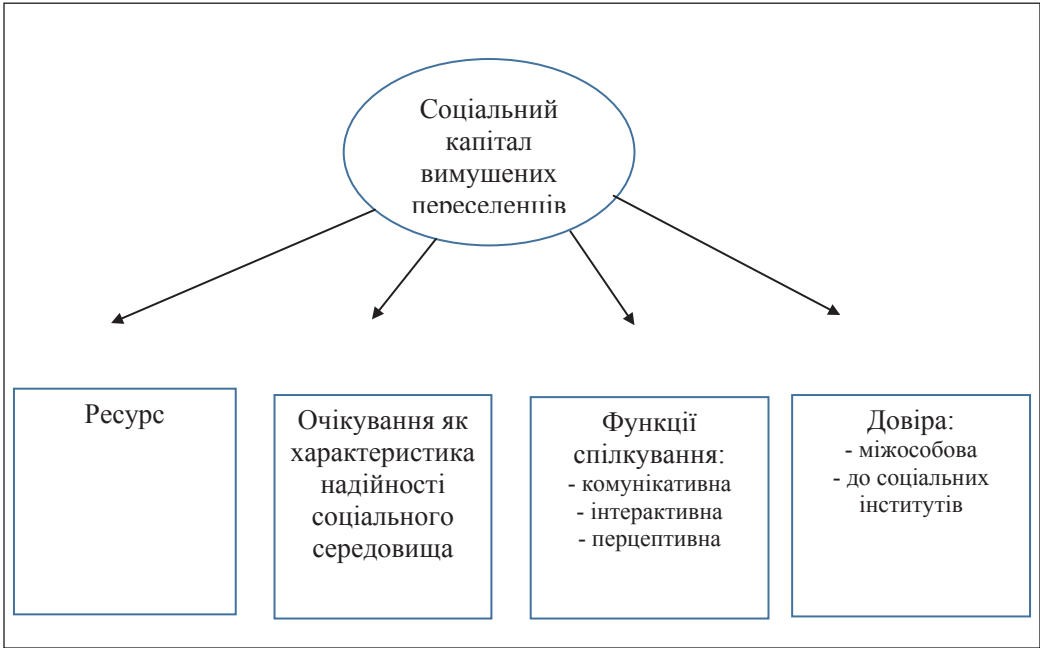 Соціальний
капітал
вимушених
переселенців
Ресурс
Очікування як
характеристика
надійності
соціального
середовища
Функції
спілкування:
- комунікативна
- інтерактивна
- перцептивна
Довіра:
- міжособова
- до соціальних
інститутів